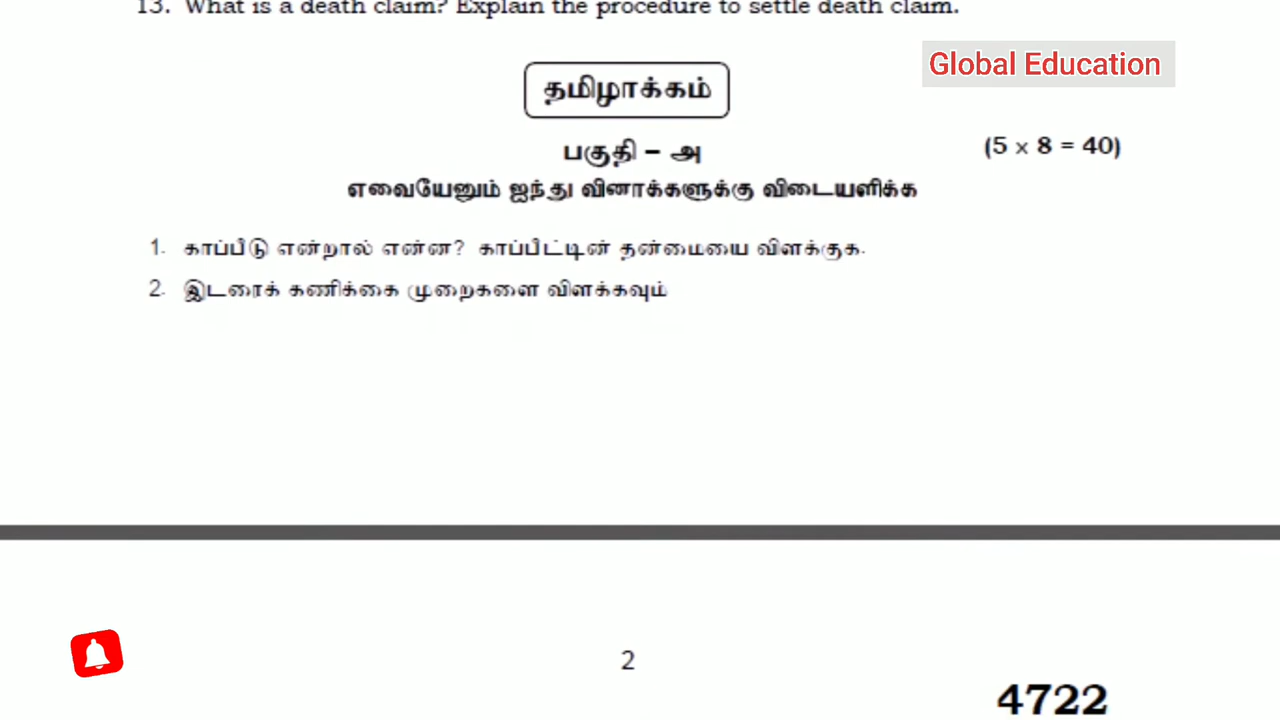 13. What is a death claim? Explain the procedure to settle death claim.
Global Education
தமிழாக்கம்
பகுதி – அ (5 x 8 = 40)
எவையேனும் ஐந்து வினாக்களுக்கு விடையளிக்க
1. காப்பீடு என்றால் என்ன? காப்பீட்டின் தன்மையை விளக்குக.
2. இடரைக் கணிக்கை முறைகளை விளக்கவும்
2
4722